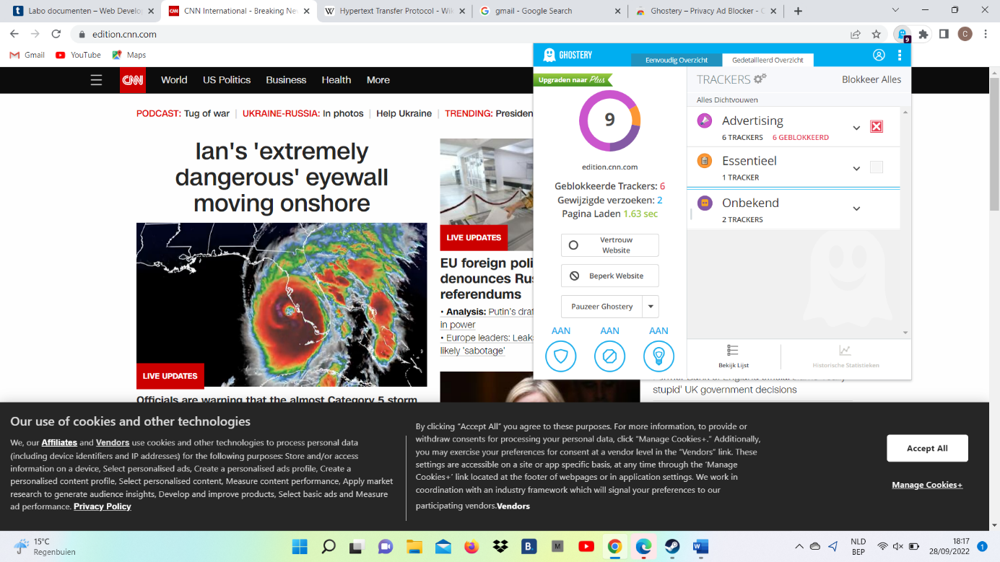 Labo documenten – Web Develop
CNN International - Breaking Ne
Hypertext Transfer Protocol - Wik
gmail - Google Search
Ghostery – Privacy Ad Blocker - C
edition.cnn.com
9
C
Gmail
YouTube
Maps
CNN
World
US Politics
Business
Health
More
PODCAST: Tug of war
UKRAINE-RUSSIA: In photos
Help Ukraine
TRENDING: Presiden
Ian's 'extremely
dangerous' eyewall
moving onshore
LIVE UPDATES
Officials are warning that the almost Category 5 storm
LIVE UPDATES
EU foreign poli
denounces Ru
referendums
• Analysis: Putin's draf
in power
• Europe leaders: Leak
likely 'sabotage'
stupid' UK government decisions
GHOSTERY
Eenvoudig Overzicht
Gedetailleerd Overzicht
Upgraden naar Plus
9
edition.cnn.com
Geblokkeerde Trackers: 6
Gewijzigde verzoeken: 2
Pagina Laden 1.63 sec
Vertrouw
Website
Beperk Website
Pauzeer Ghostery
AAN
AAN
AAN
TRACKERS
Blokkeer Alles
Alles Dichtvouwen
Advertising
6 TRACKERS 6 GEBLOKKEERD
Essentieel
1 TRACKER
Onbekend
2 TRACKERS
Bekijk Lijst
Historische Statistieken
Our use of cookies and other technologies
We, our Affiliates and Vendors use cookies and other technologies to process personal data
(including device identifiers and IP addresses) for the following purposes: Store and/or access
information on a device, Select personalised ads, Create a personalised ads profile, Create a
personalised content profile, Select personalised content, Measure content performance, Apply market
research to generate audience insights, Develop and improve products, Select basic ads and Measure
ad performance. Privacy Policy
By clicking “Accept All” you agree to these purposes. For more information, to provide or
withdraw consents for processing your personal data, click “Manage Cookies+.” Additionally,
you may exercise your preferences for consent at a vendor level in the “Vendors” link. These
settings are accessible on a site or app specific basis, at any time through the ‘Manage
Cookies+’ link located at the footer of webpages or in application settings. We work in
coordination with an industry framework which will signal your preferences to our
participating vendors.Vendors
Accept All
Manage Cookies+
15°C
Regenbuien
B.
M
NLD
BEP
18:17
28/09/2022
1